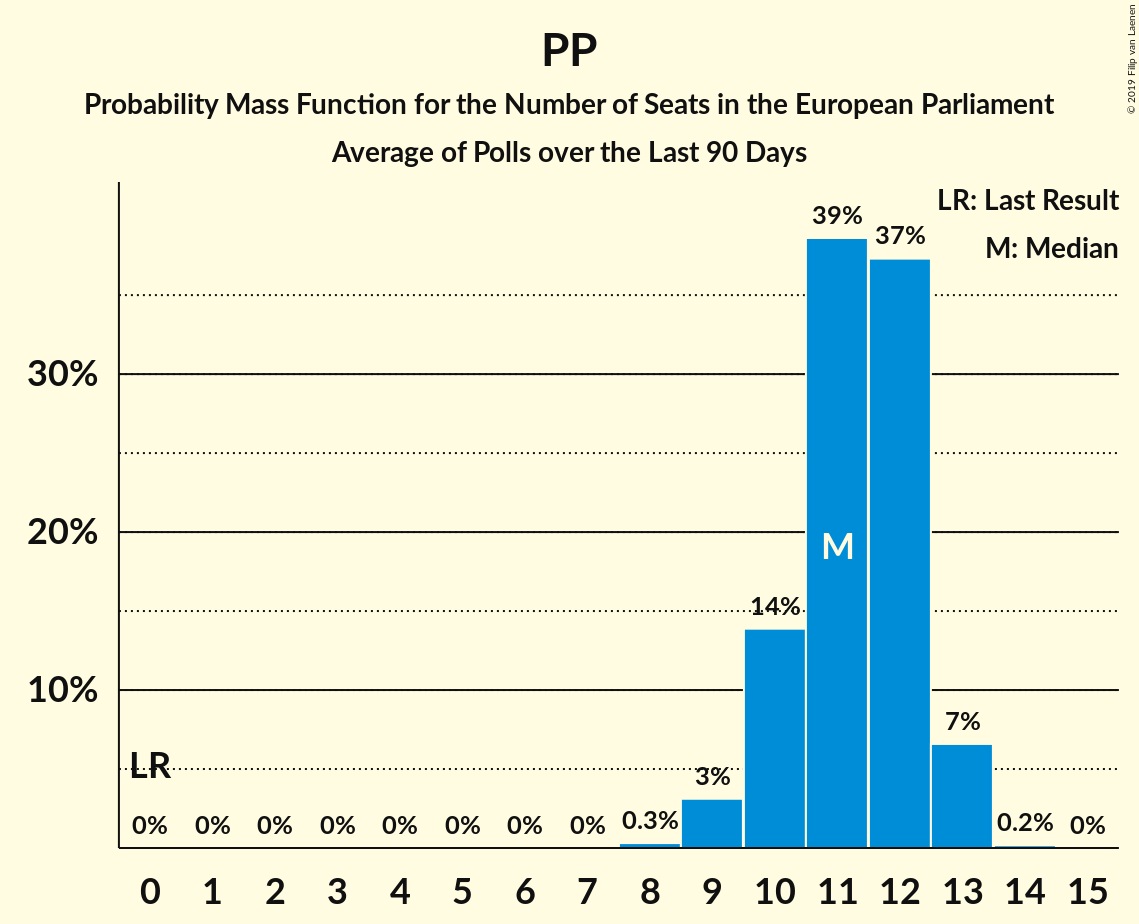 PP
Probability Mass Function for the Number of Seats in the European Parliament
Average of Polls over the Last 90 Days
© 2019 Filip van Laenen
LR: Last Result
M: Median
39%
37%
30%
20%
M
14%
10%
7%
LR
3%
0% 0% 0% 0% 0% 0% 0% 0% 0.3% 0.2% 0%
0 1 2 3 4 5 6 7 8 9 10 11 12 13 14 15